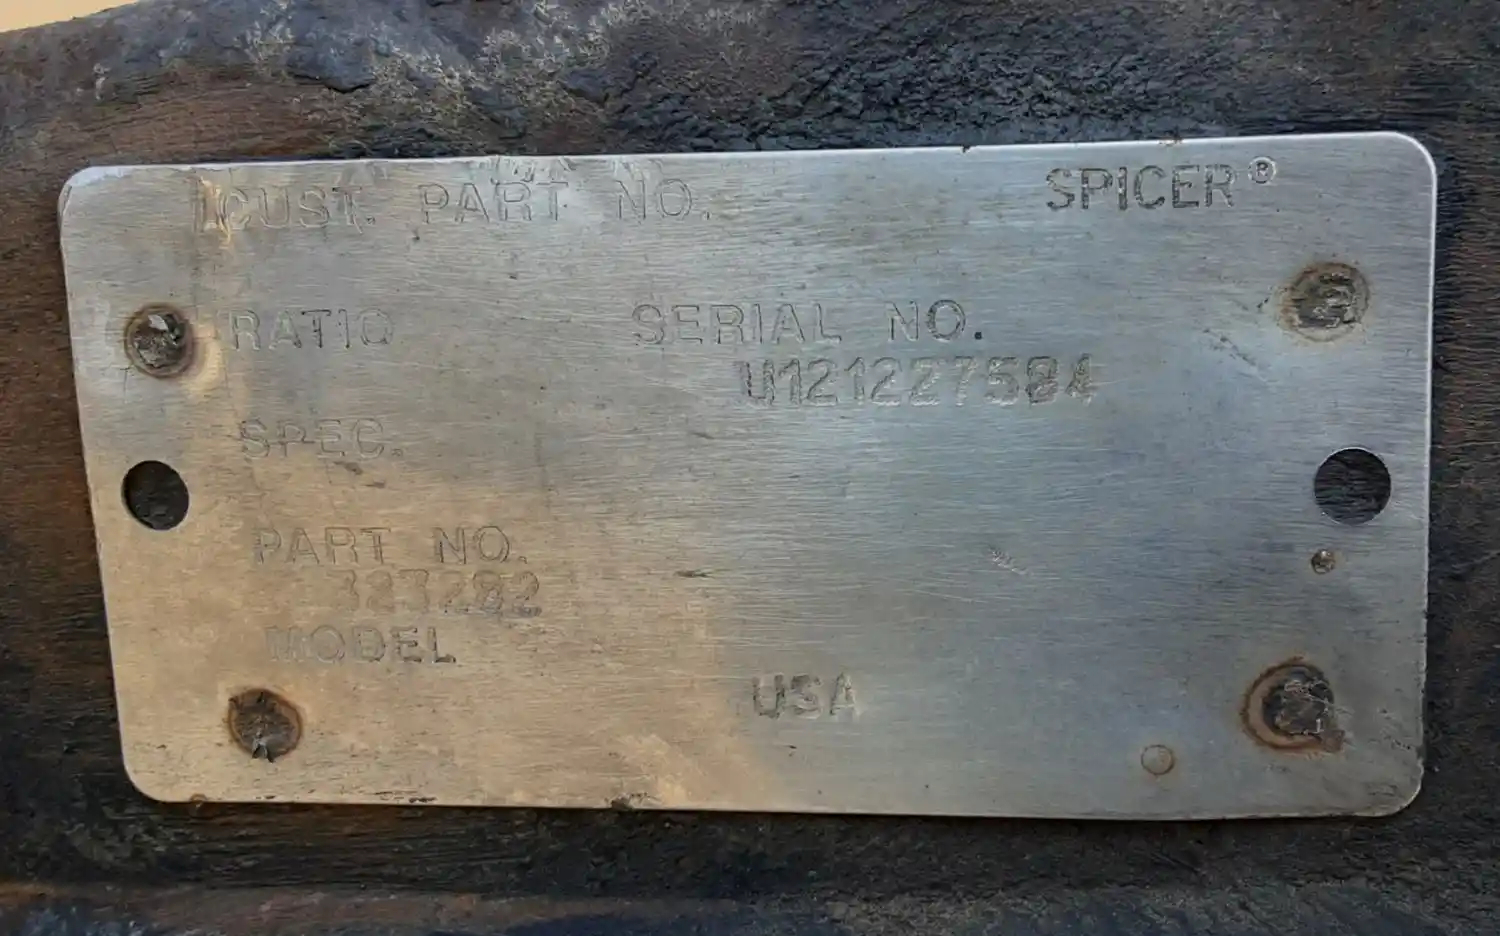 CUST. PART NO. SPICER®
RATIO SERIAL NO.
U121227584
SPEC.
PART NO.
MODEL
USA